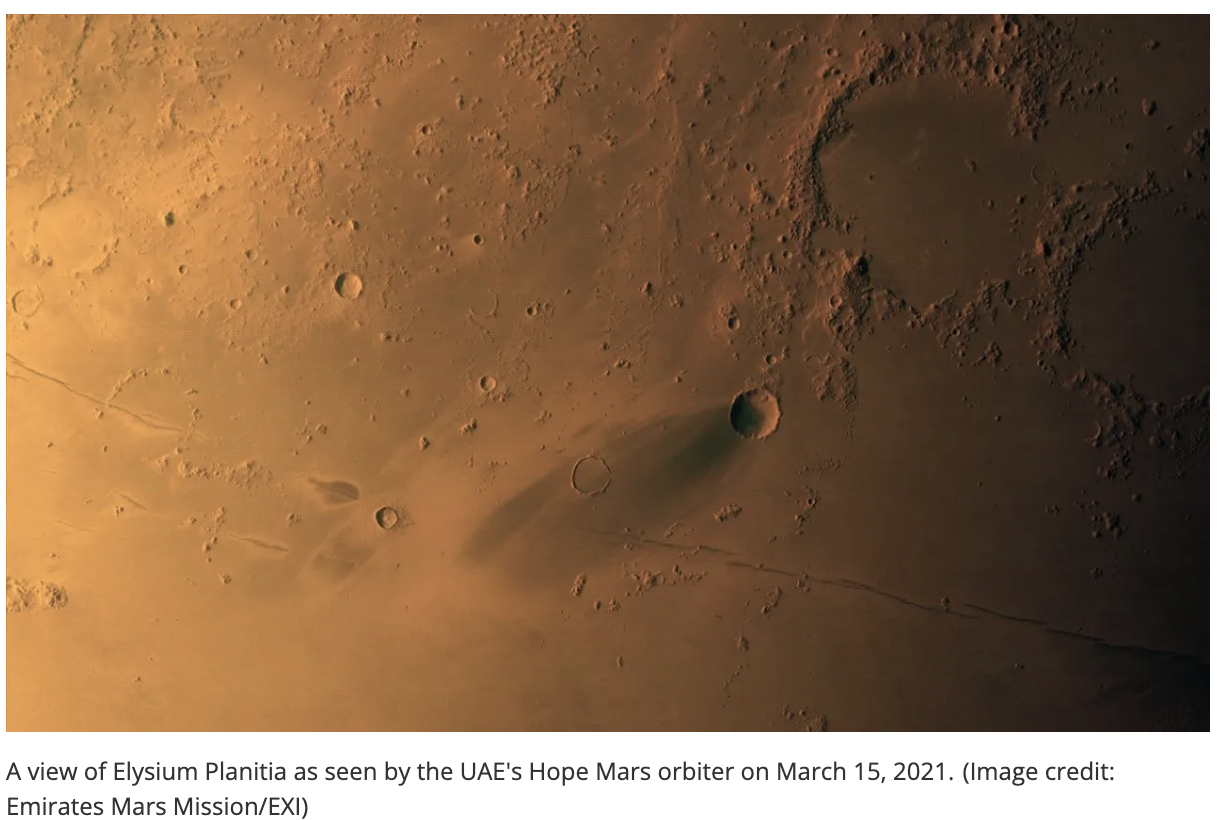 A view of Elysium Planitia as seen by the UAE's Hope Mars orbiter on March 15, 2021. (Image credit:
Emirates Mars Mission/EXI)